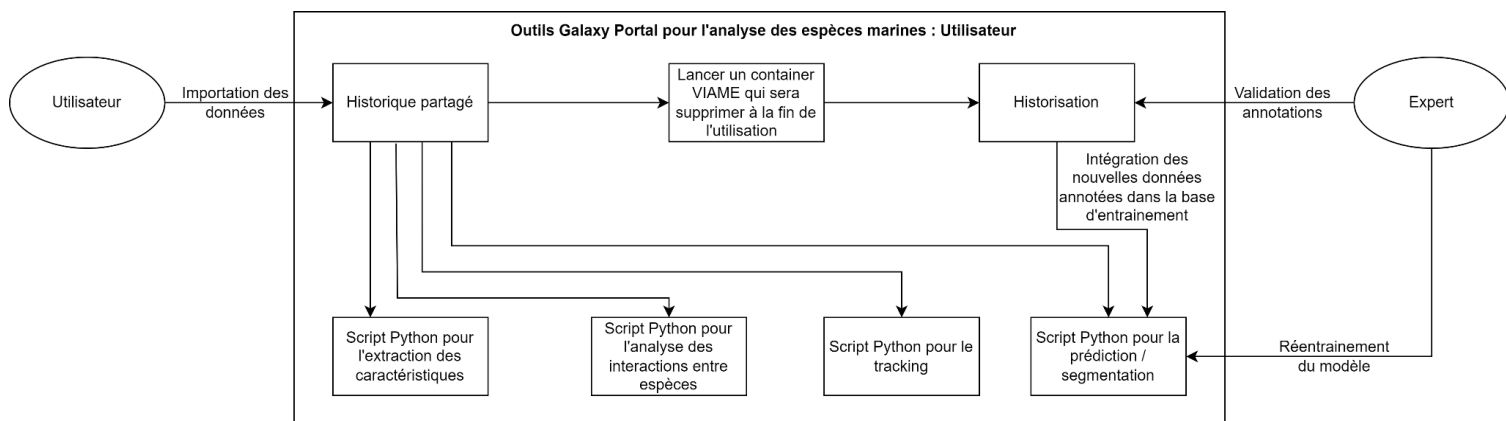 Outils Galaxy Portal pour l'analyse des espèces marines : Utilisateur
Utilisateur
Importation des
données
Historique partagé
Lancer un container
VIAME qui sera
supprimer à la fin de
l'utilisation
Historisation
Validation des
annotations
Expert
Intégration des
nouvelles données
annotées dans la base
d'entrainement
Script Python pour
l'extraction des
caractéristiques
Script Python pour
l'analyse des
interactions entre
espèces
Script Python pour le
tracking
Script Python pour la
prédiction /
segmentation
Réentrainement
du modèle